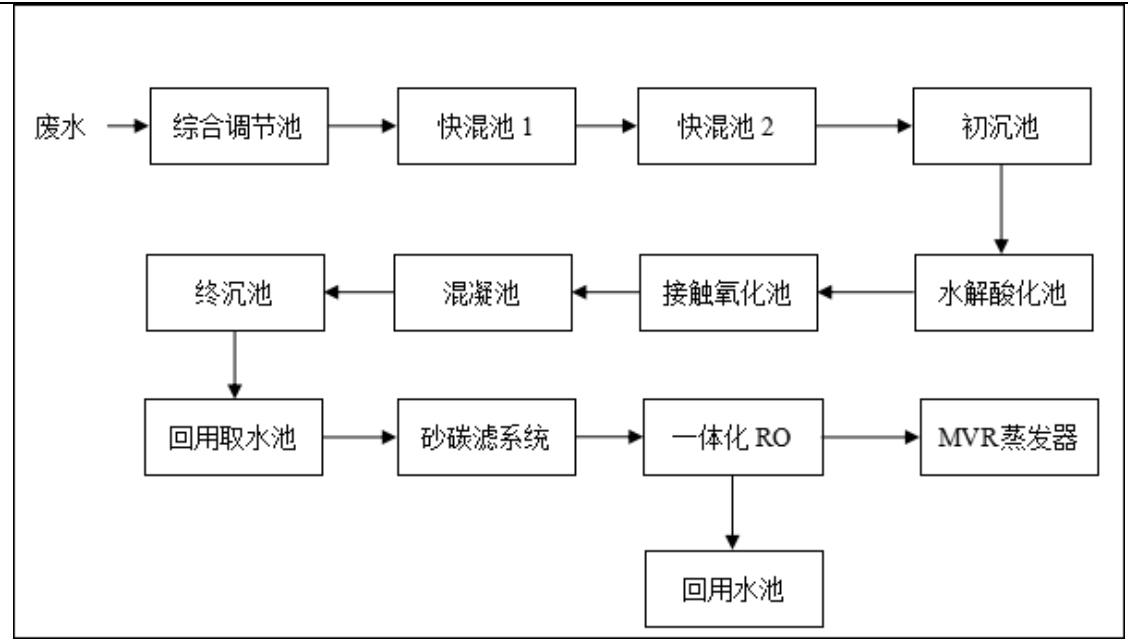 废水
综合调节池
快混池 1
快混池 2
初沉池
水解酸化池
接触氧化池
混凝池
终沉池
回用取水池
砂碳滤系统
一体化 RO
MVR蒸发器
回用水池